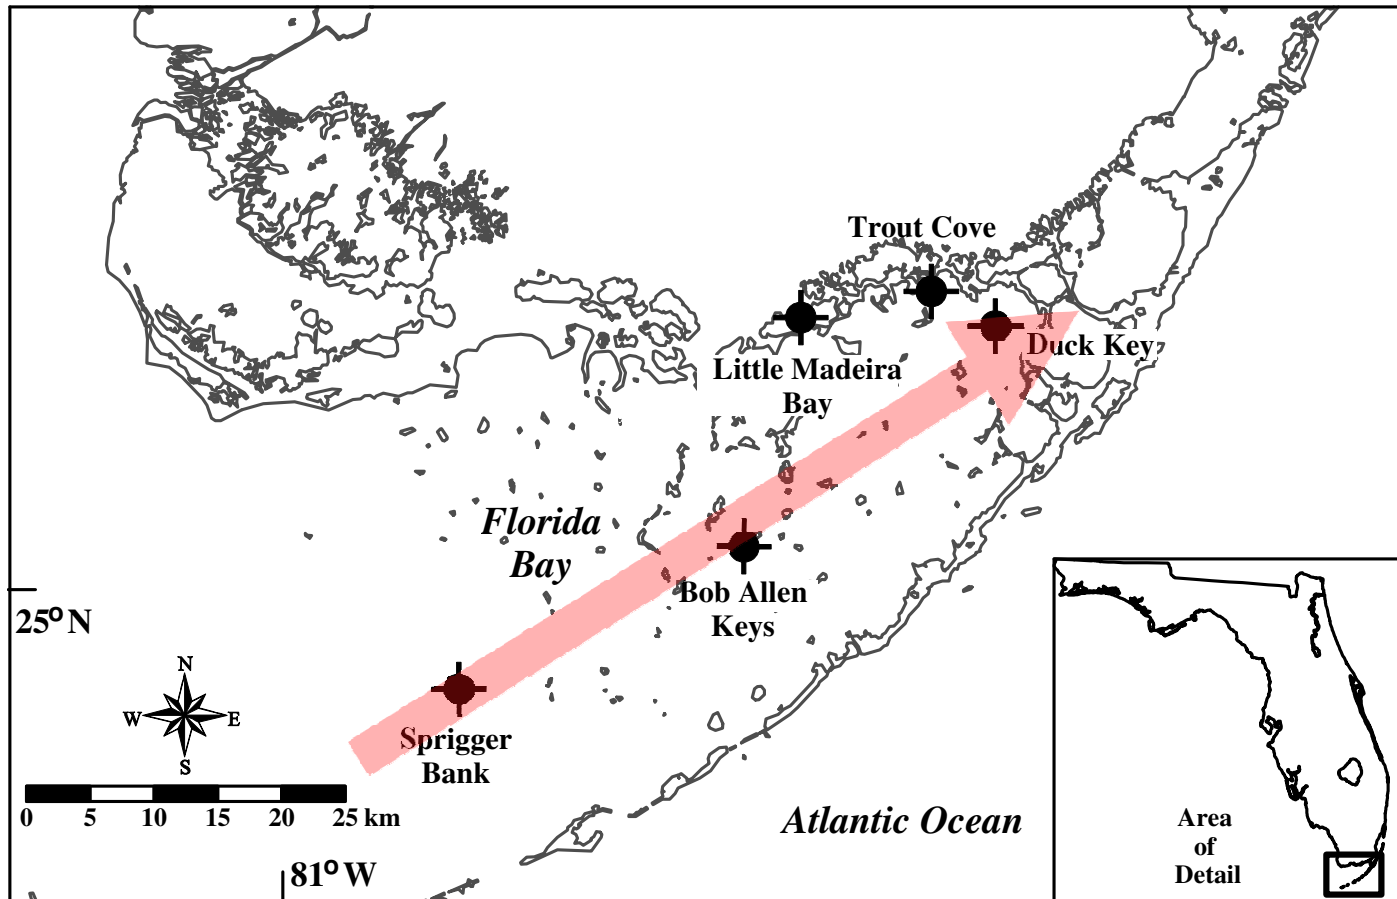 Trout Cove
Duck Key
Little Madeira
Bay
Florida
Bay
Bob Allen
Keys
25° N
N
W E
S
Sprigger
Bank
0 5 10 15 20 25 km
Atlantic Ocean
81° W
Area
of
Detail